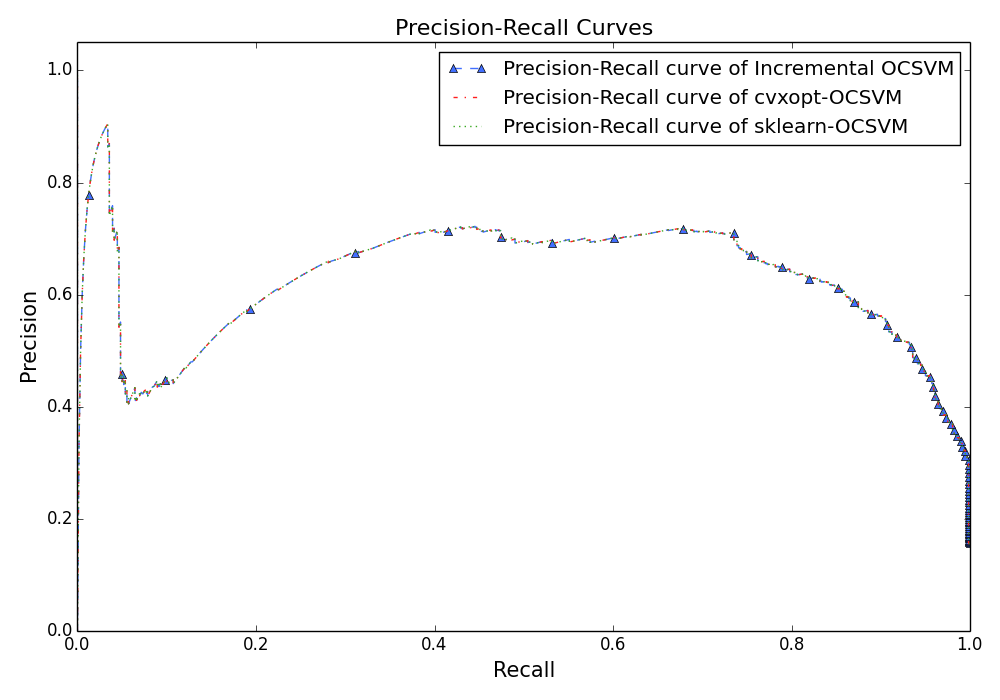 Precision-Recall Curves
Precision-Recall curve of Incremental OCSVM
Precision-Recall curve of cvxopt-OCSVM
Precision-Recall curve of sklearn-OCSVM
Precision
1.0
0.8
0.6
0.4
0.2
0.0
0.0 0.2 0.4 0.6 0.8 1.0
Recall